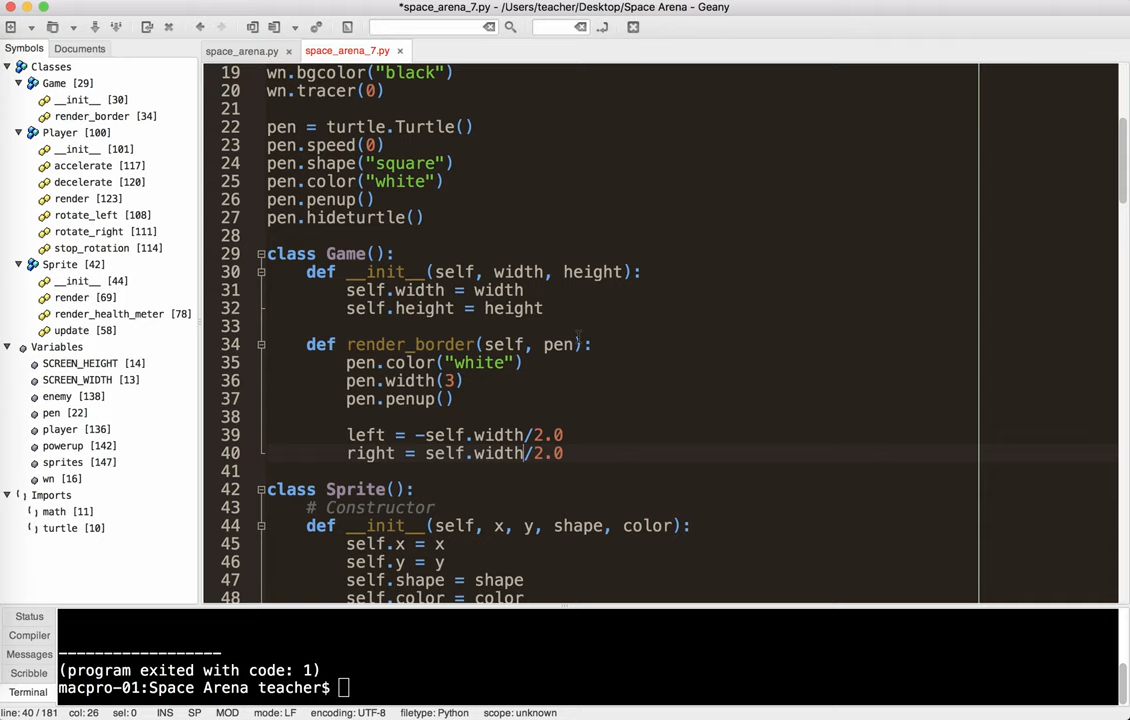 *space_arena_7.py - /Users/teacher/Desktop/Space Arena - Geany
Symbols Documents
Classes
Game [29]
__init__ [30]
render_border [34]
Player [100]
__init__ [101]
accelerate [117]
decelerate [120]
render [123]
rotate_left [108]
rotate_right [111]
stop_rotation [114]
Sprite [42]
__init__ [44]
render [69]
render_health_meter [78]
update [58]
Variables
SCREEN_HEIGHT [14]
SCREEN_WIDTH [13]
enemy [138]
pen [22]
player [136]
powerup [142]
sprites [147]
wn [16]
Imports
math [11]
turtle [10]
space_arena.py × space_arena_7.py ×
19 wn.bgcolor("black")
20 wn.tracer(0)
21
22 pen = turtle.Turtle()
23 pen.speed(0)
24 pen.shape("square")
25 pen.color("white")
26 pen.penup()
27 pen.hideturtle()
28
29 class Game():
30 def __init__(self, width, height):
31 self.width = width
32 self.height = height
33
34 def render_border(self, pen):
35 pen.color("white")
36 pen.width(3)
37 pen.penup()
38
39 left = -self.width/2.0
40 right = self.width/2.0
41
42 class Sprite():
43 # Constructor
44 def __init__(self, x, y, shape, color):
45 self.x = x
46 self.y = y
47 self.shape = shape
48 self.color = color
Status
Compiler
Messages
Scribble
Terminal
------------------
(program exited with code: 1)
macpro-01:Space Arena teacher$
line: 40 / 181 col: 26 sel: 0 INS SP MOD mode: LF encoding: UTF-8 filetype: Python scope: unknown